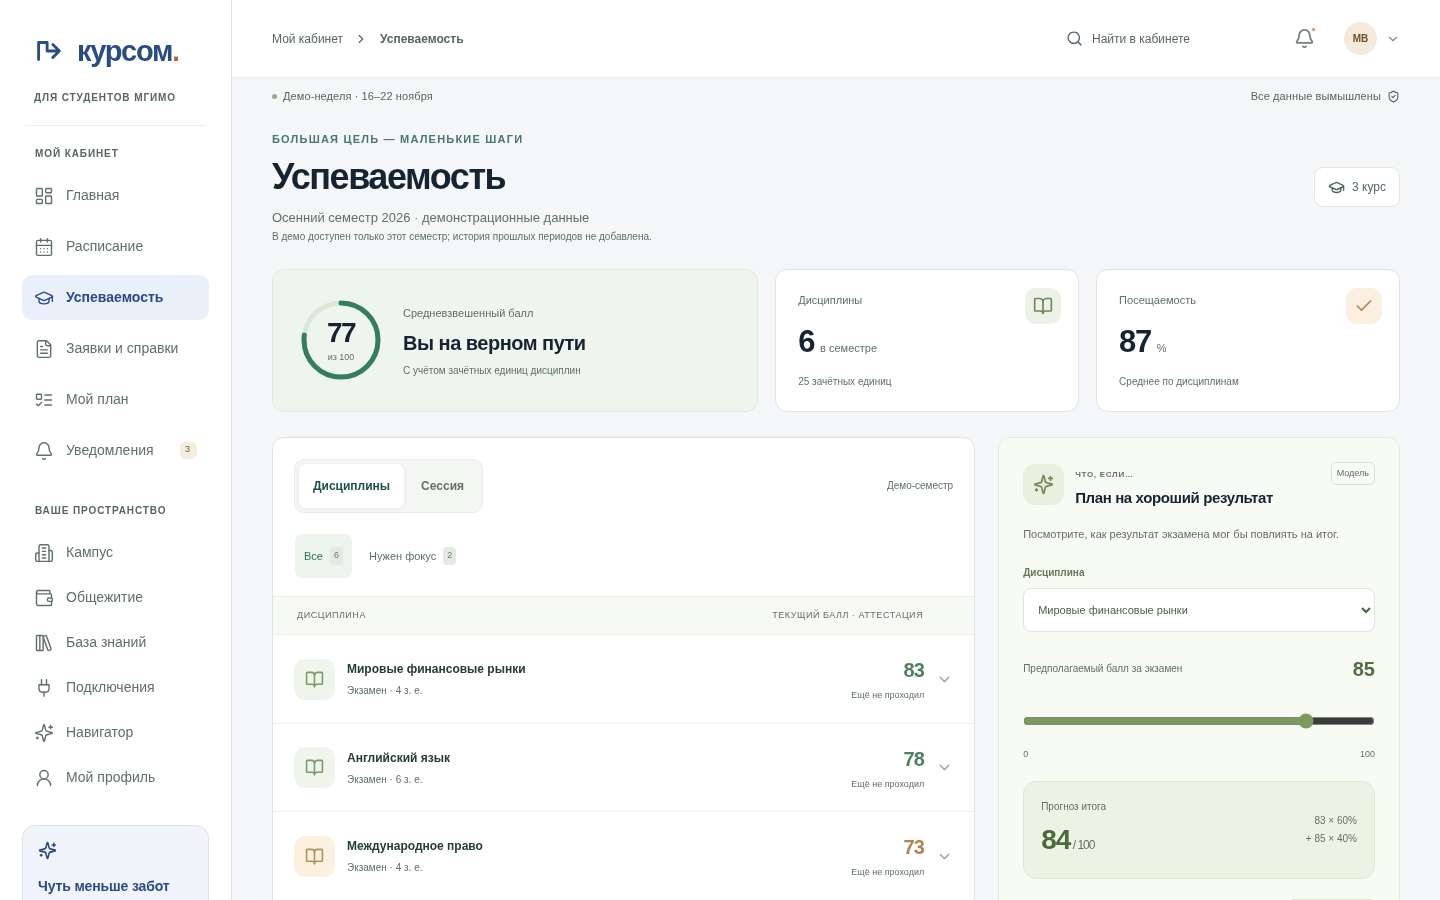 курсом.
ДЛЯ СТУДЕНТОВ МГИМО
МОЙ КАБИНЕТ
Главная
Расписание
Успеваемость
Заявки и справки
Мой план
Уведомления 3
ВАШЕ ПРОСТРАНСТВО
Кампус
Общежитие
База знаний
Подключения
Навигатор
Мой профиль
Чуть меньше забот
Мой кабинет Успеваемость
Найти в кабинете
МВ
Демо-неделя · 16–22 ноября
Все данные вымышлены
БОЛЬШАЯ ЦЕЛЬ — МАЛЕНЬКИЕ ШАГИ
Успеваемость
3 курс
Осенний семестр 2026 · демонстрационные данные
В демо доступен только этот семестр; история прошлых периодов не добавлена.
77
из 100
Средневзвешенный балл
Вы на верном пути
С учётом зачётных единиц дисциплин
Дисциплины
6 в семестре
25 зачётных единиц
Посещаемость
87 %
Среднее по дисциплинам
Дисциплины Сессия
Демо-семестр
Все 6 Нужен фокус 2
ДИСЦИПЛИНА ТЕКУЩИЙ БАЛЛ · АТТЕСТАЦИЯ
Мировые финансовые рынки
Экзамен · 4 з. е.
83
Ещё не проходил
Английский язык
Экзамен · 6 з. е.
78
Ещё не проходил
Международное право
Экзамен · 4 з. е.
73
Ещё не проходил
ЧТО, ЕСЛИ…
План на хороший результат
Модель
Посмотрите, как результат экзамена мог бы повлиять на итог.
Дисциплина
Мировые финансовые рынки
Предполагаемый балл за экзамен 85
0 100
Прогноз итога
84 / 100
83 × 60%
+ 85 × 40%